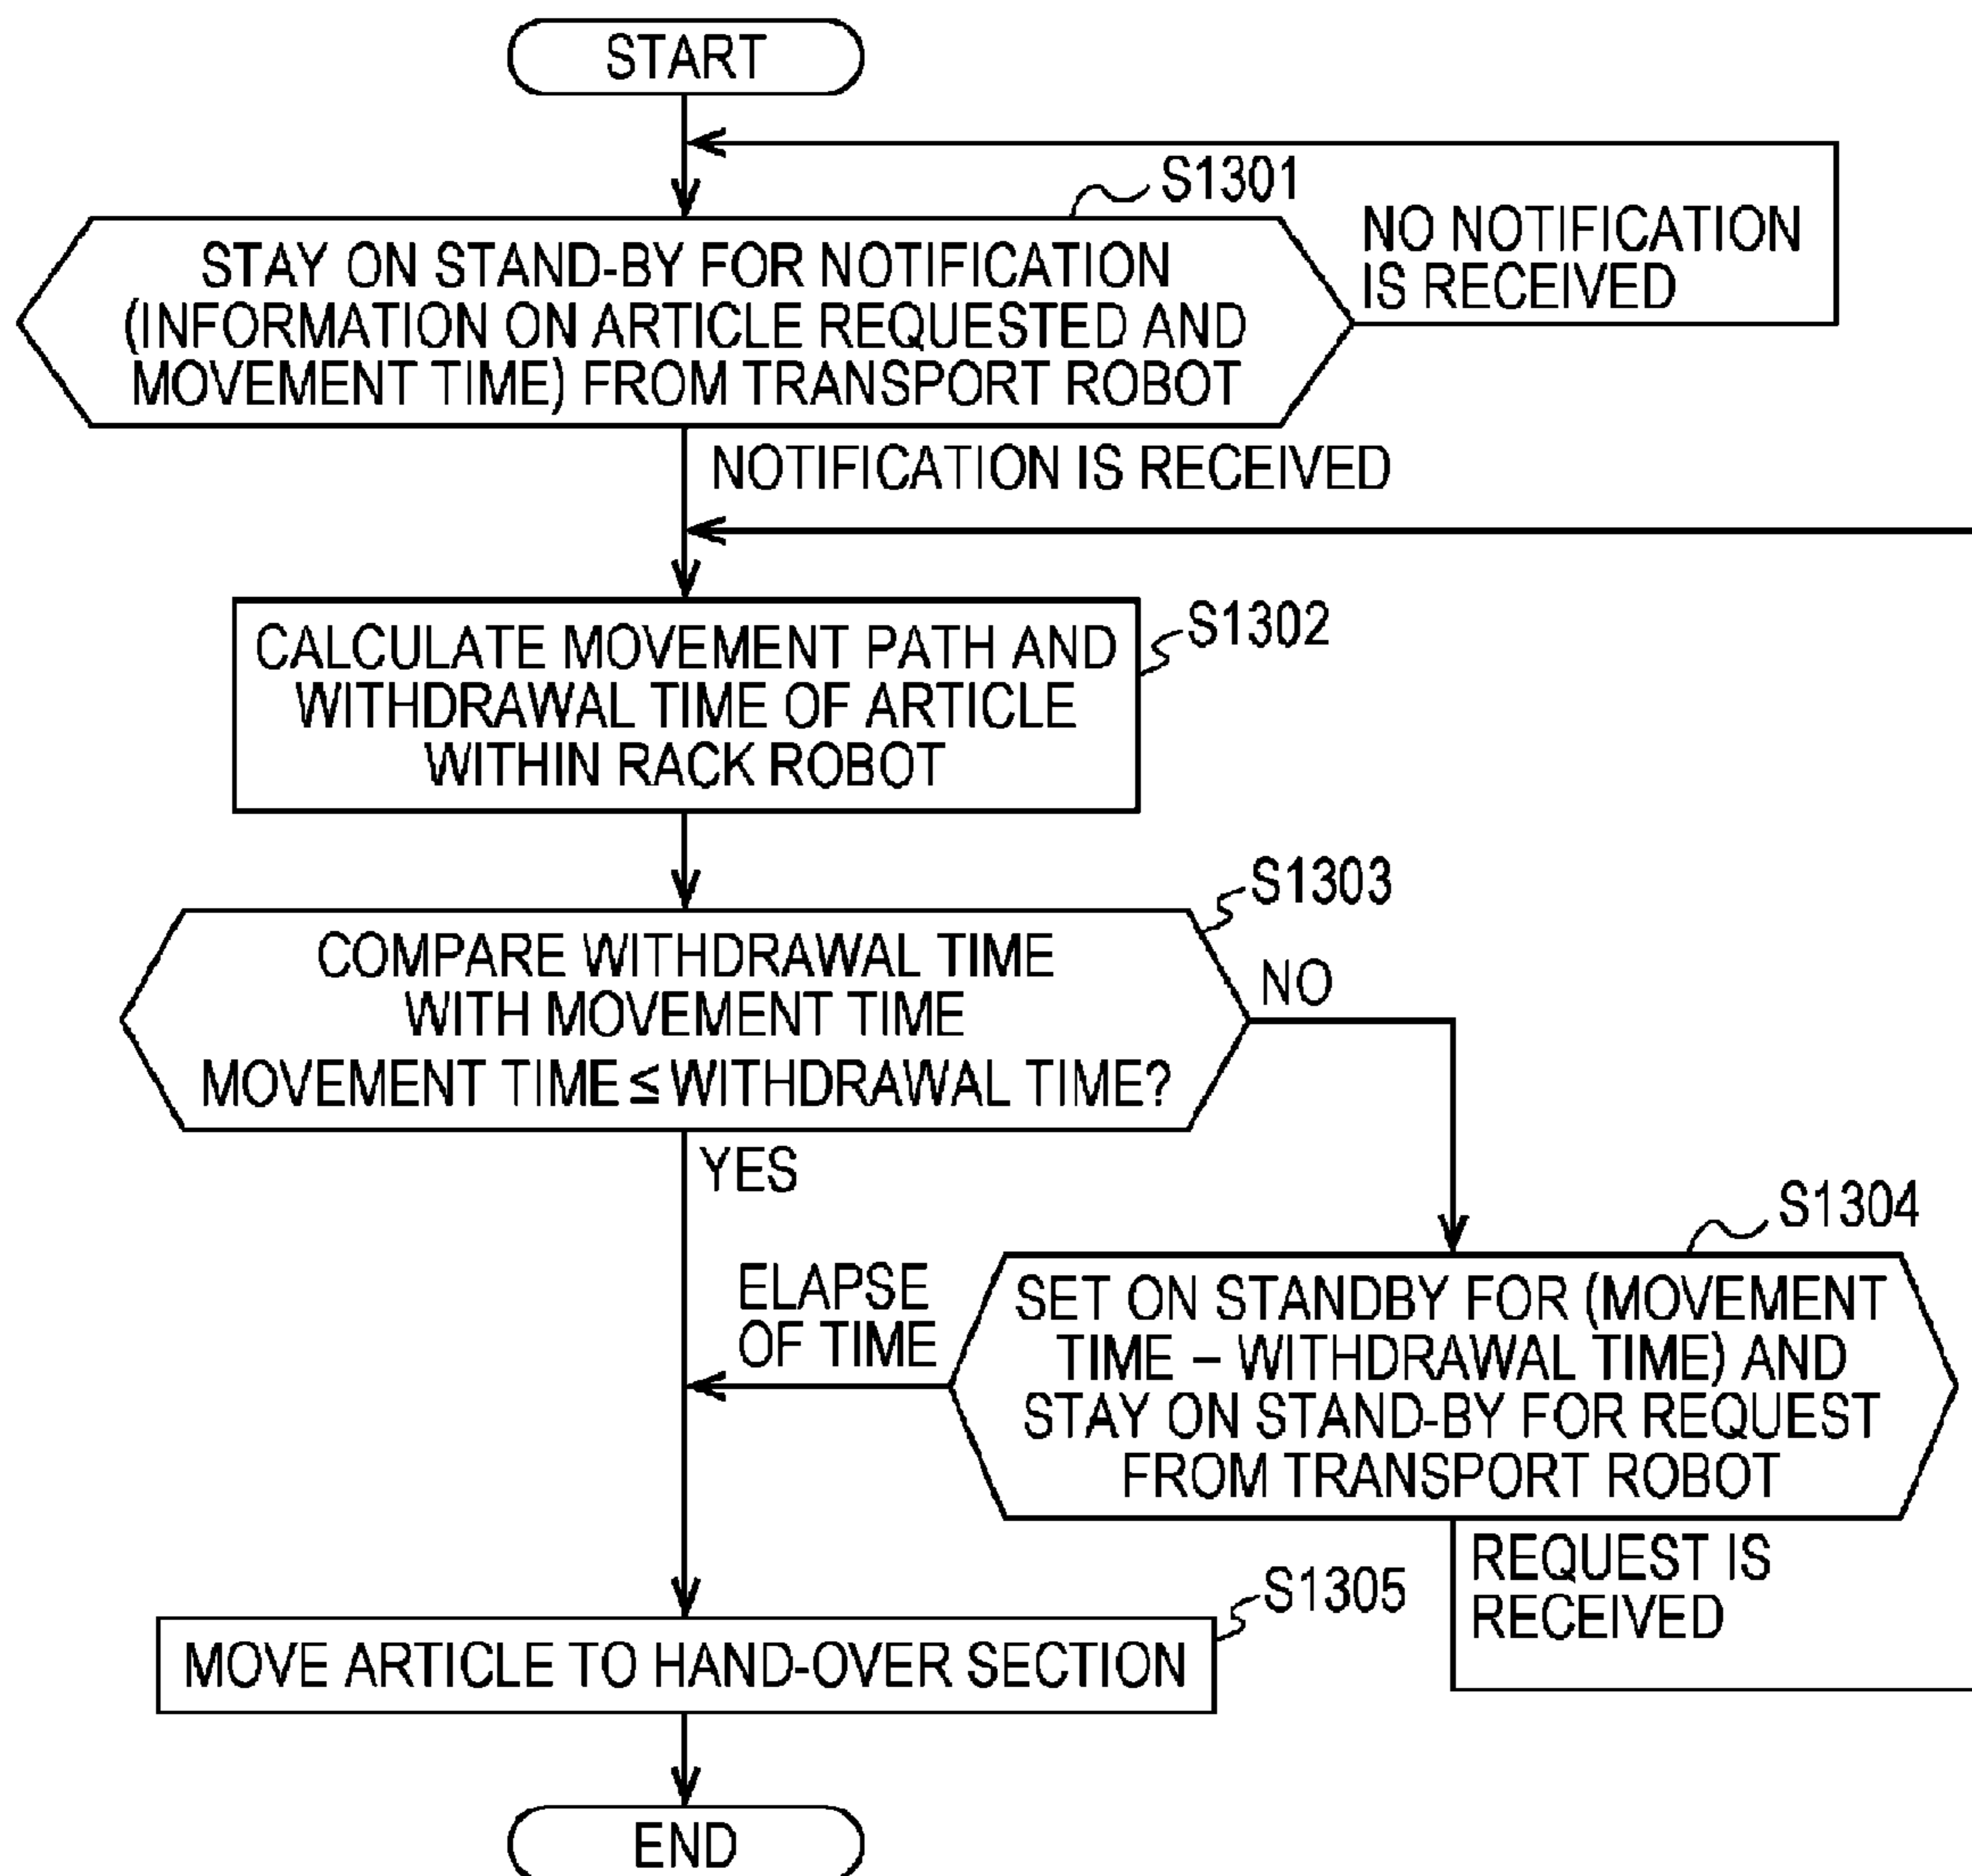 START
S1301
STAY ON STAND-BY FOR NOTIFICATION
(INFORMATION ON ARTICLE REQUESTED AND
MOVEMENT TIME) FROM TRANSPORT ROBOT
NO NOTIFICATION
IS RECEIVED
NOTIFICATION IS RECEIVED
S1302
CALCULATE MOVEMENT PATH AND
WITHDRAWAL TIME OF ARTICLE
WITHIN RACK ROBOT
S1303
COMPARE WITHDRAWAL TIME
WITH MOVEMENT TIME
MOVEMENT TIME ≤ WITHDRAWAL TIME?
NO
YES
S1304
SET ON STANDBY FOR (MOVEMENT
TIME – WITHDRAWAL TIME) AND
STAY ON STAND-BY FOR REQUEST
FROM TRANSPORT ROBOT
ELAPSE
OF TIME
REQUEST IS
RECEIVED
S1305
MOVE ARTICLE TO HAND-OVER SECTION
END